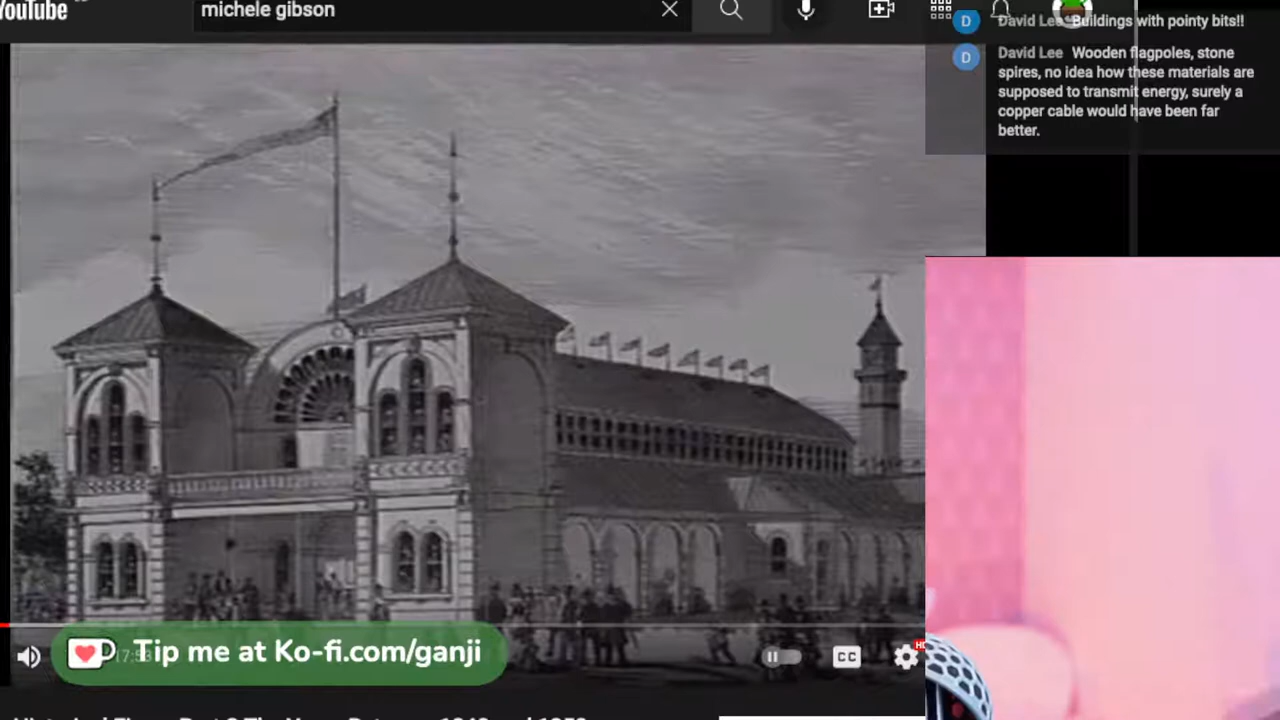 YouTube
michele gibson
David Lee Buildings with pointy bits!!
D
David Lee Wooden flagpoles, stone
D
spires, no idea how these materials are
supposed to transmit energy, surely a
copper cable would have been far
better.
Tip me at Ko-fi.com/ganji
CC
HD